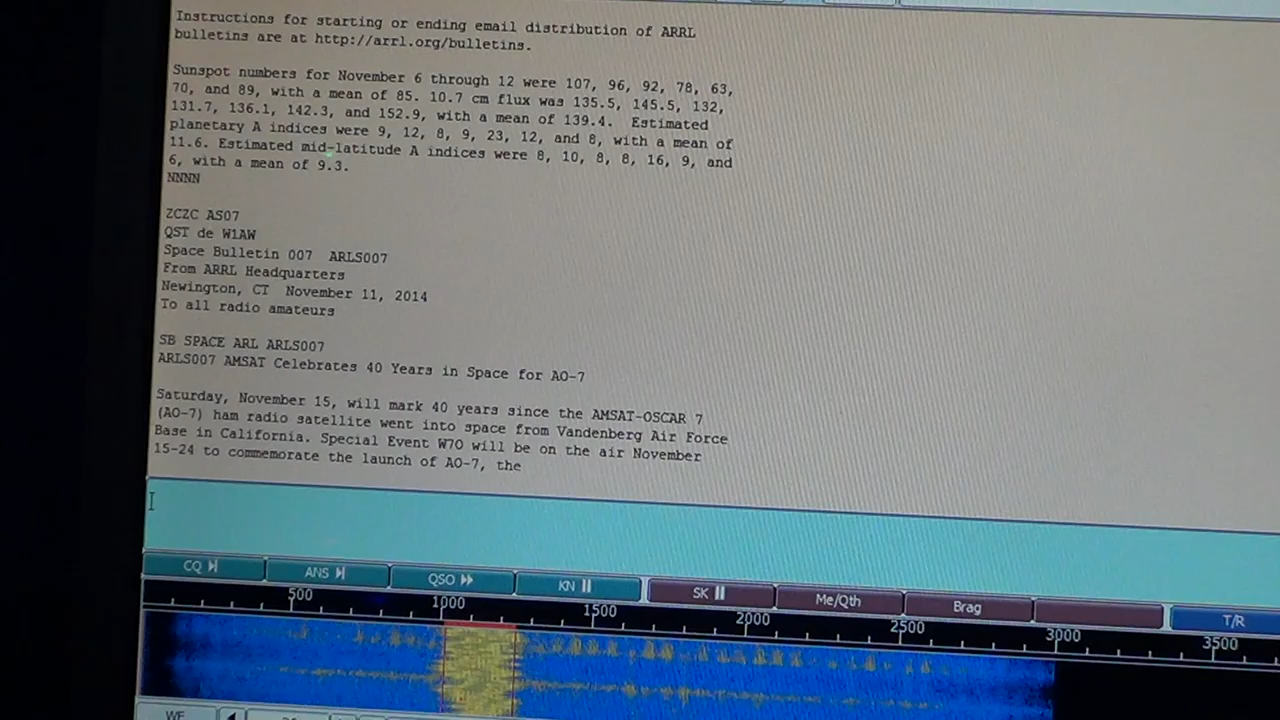 Instructions for starting or ending email distribution of ARRL
bulletins are at http://arrl.org/bulletins.
Sunspot numbers for November 6 through 12 were 107, 96, 92, 78, 63,
70, and 89, with a mean of 85. 10.7 cm flux was 135.5, 145.5, 132,
131.7, 136.1, 142.3, and 152.9, with a mean of 139.4.  Estimated
planetary A indices were 9, 12, 8, 9, 23, 12, and 8, with a mean of
11.6. Estimated mid-latitude A indices were 8, 10, 8, 8, 16, 9, and
6, with a mean of 9.3.
NNNN
ZCZC AS07
QST de W1AW
Space Bulletin 007  ARLS007
From ARRL Headquarters
Newington, CT  November 11, 2014
To all radio amateurs
SB SPACE ARL ARLS007
ARLS007 AMSAT Celebrates 40 Years in Space for AO-7
Saturday, November 15, will mark 40 years since the AMSAT-OSCAR 7
(AO-7) ham radio satellite went into space from Vandenberg Air Force
Base in California. Special Event W7O will be on the air November
15-24 to commemorate the launch of AO-7, the
CQ ANS QSO KN SK Me/Qth Brag T/R
500 1000 1500 2000 2500 3000 3500
WF